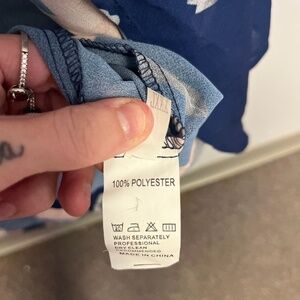 100% POLYESTER
WASH SEPARATELY
PROFESSIONAL
DRY CLEAN
RECOMMENDED
MADE IN CHINA